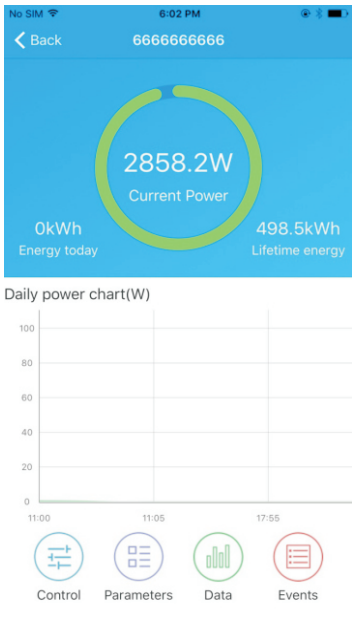 No SIM 6:02 PM
Back 6666666666
2858.2W
Current Power
0kWh 498.5kWh
Energy today Lifetime energy
Daily power chart(W)
100
80
60
40
20
0
11:00 11:05 17:55
Control Parameters Data Events